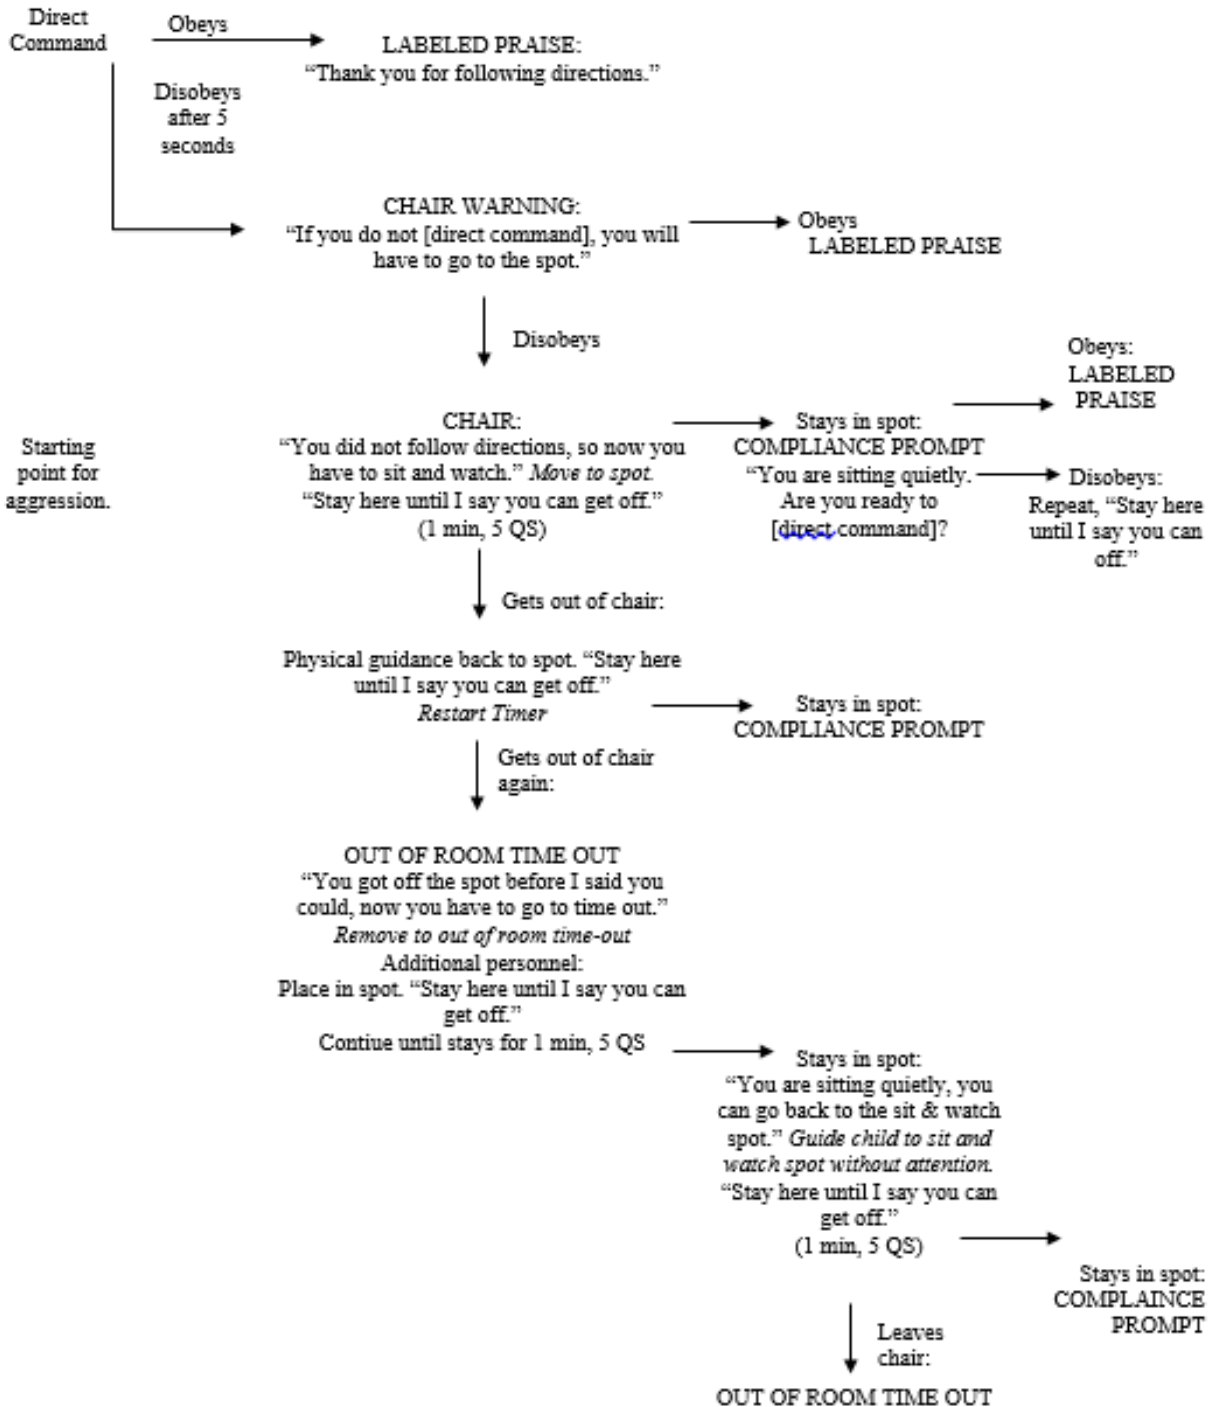 Direct
Command
Obeys
LABELED PRAISE:
“Thank you for following directions.”
Disobeys
after 5
seconds
CHAIR WARNING:
“If you do not [direct command], you will
have to go to the spot.”
Obeys
LABELED PRAISE
Disobeys
Starting
point for
aggression.
CHAIR:
“You did not follow directions, so now you
have to sit and watch.” Move to spot.
“Stay here until I say you can get off.”
(1 min, 5 QS)
Stays in spot:
COMPLIANCE PROMPT
“You are sitting quietly.
Are you ready to
[direct command]?
Obeys:
LABELED
PRAISE
Disobeys:
Repeat, “Stay here
until I say you can
off.”
Gets out of chair:
Physical guidance back to spot. “Stay here
until I say you can get off.”
Restart Timer
Stays in spot:
COMPLIANCE PROMPT
Gets out of chair
again:
OUT OF ROOM TIME OUT
“You got off the spot before I said you
could, now you have to go to time out.”
Remove to out of room time-out
Additional personnel:
Place in spot. “Stay here until I say you can
get off.”
Contiue until stays for 1 min, 5 QS
Stays in spot:
“You are sitting quietly, you
can go back to the sit & watch
spot.” Guide child to sit and
watch spot without attention.
“Stay here until I say you can
get off.”
(1 min, 5 QS)
Stays in spot:
COMPLAINCE
PROMPT
Leaves
chair:
OUT OF ROOM TIME OUT